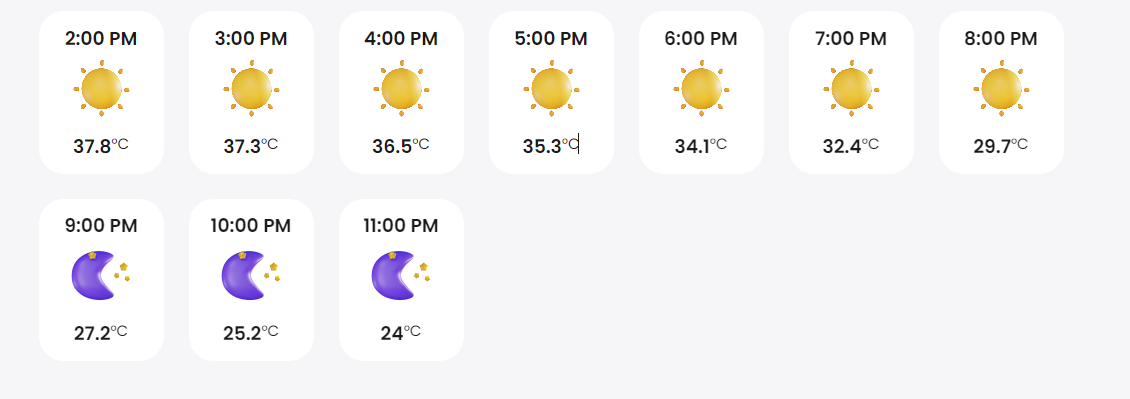 2:00 PM 3:00 PM 4:00 PM 5:00 PM 6:00 PM 7:00 PM 8:00 PM
37.8°C 37.3°C 36.5°C 35.3°C 34.1°C 32.4°C 29.7°C
9:00 PM 10:00 PM 11:00 PM
27.2°C 25.2°C 24°C